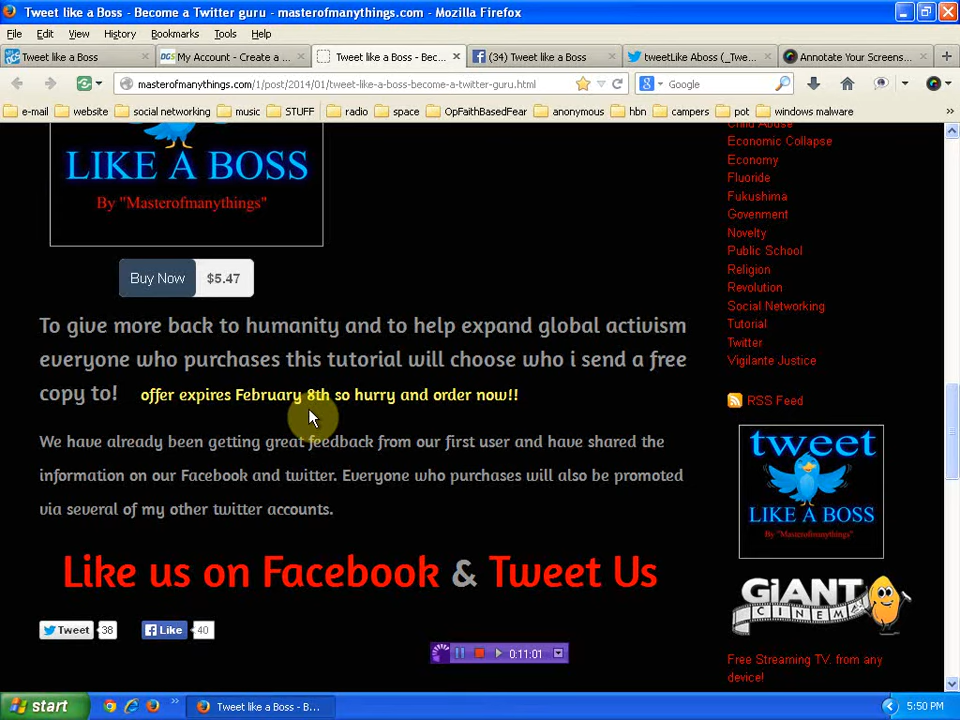 Tweet like a Boss - Become a Twitter guru - masterofmanythings.com - Mozilla Firefox
File Edit View History Bookmarks Tools Help
Tweet like a Boss
My Account - Create a ...
Tweet like a Boss - Bec...
(34) Tweet like a Boss
tweetLike Aboss (_Twe...
Annotate Your Screens...
masterofmanythings.com/1/post/2014/01/tweet-like-a-boss-become-a-twitter-guru.html
Google
e-mail website social networking music STUFF radio space OpFaithBasedFear anonymous hbn campers pot windows malware
LIKE A BOSS
By "Masterofmanythings"
Buy Now $5.47
To give more back to humanity and to help expand global activism
everyone who purchases this tutorial will choose who i send a free
copy to! offer expires February 8th so hurry and order now!!
We have already been getting great feedback from our first user and have shared the
information on our Facebook and twitter. Everyone who purchases will also be promoted
via several of my other twitter accounts.
Like us on Facebook & Tweet Us
Tweet 38 Like 40
0:11:01
Child Abuse
Economic Collapse
Economy
Fluoride
Fukushima
Govenment
Novelty
Public School
Religion
Revolution
Social Networking
Tutorial
Twitter
Vigilante Justice
RSS Feed
tweet
LIKE A BOSS
By "Masterofmanythings"
GiANT
CINEMA
Free Streaming TV. from any
device!
start
Tweet like a Boss - B...
5:50 PM